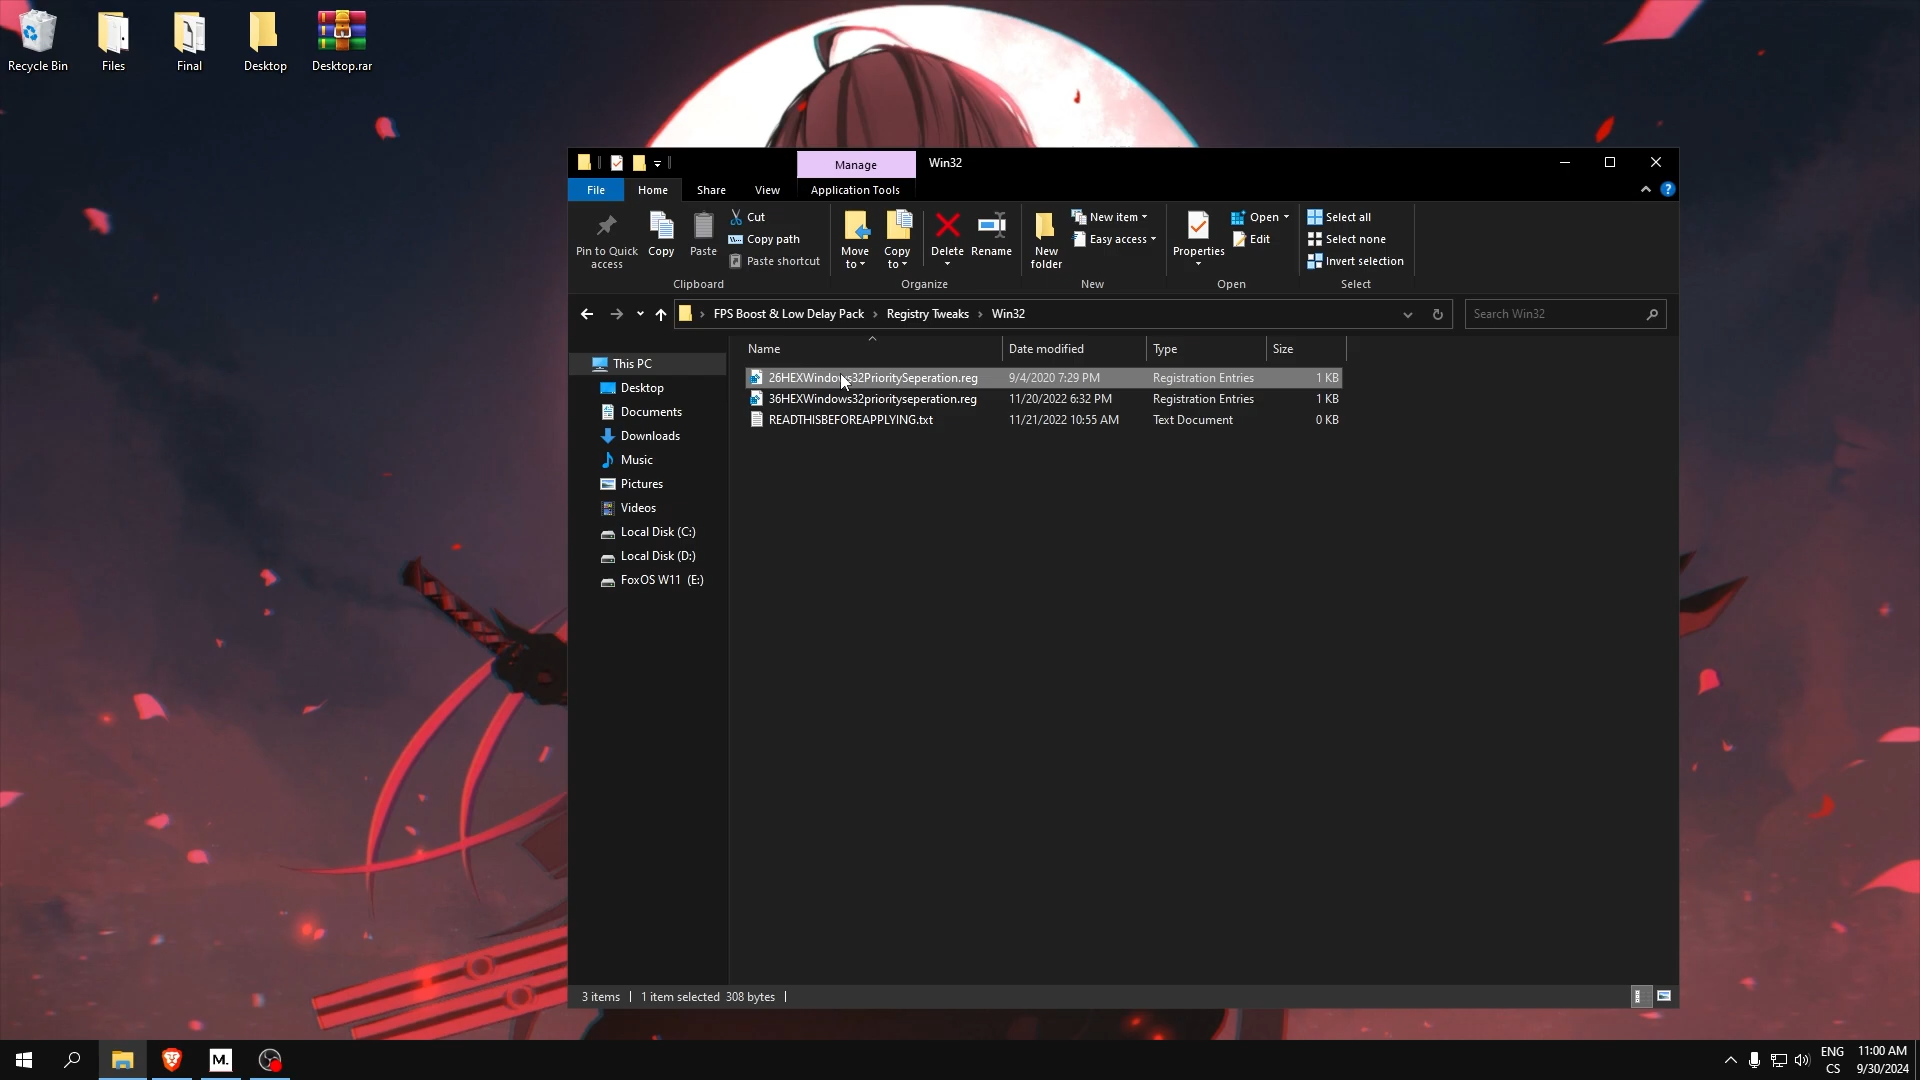 Recycle Bin
Files
Final
Desktop
Desktop.rar
Manage
Win32
File
Home
Share
View
Application Tools
Pin to Quick access
Copy
Paste
Cut
Copy path
Paste shortcut
Clipboard
Move to
Copy to
Delete
Rename
Organize
New folder
New item
Easy access
New
Properties
Open
Edit
Open
Select all
Select none
Invert selection
Select
FPS Boost & Low Delay Pack
Registry Tweaks
Win32
Search Win32
Name
Date modified
Type
Size
26HEXWindows32PrioritySeperation.reg 9/4/2020 7:29 PM Registration Entries 1 KB
36HEXWindows32priorityseperation.reg 11/20/2022 6:32 PM Registration Entries 1 KB
READTHISBEFOREAPPLYING.txt 11/21/2022 10:55 AM Text Document 0 KB
This PC
Desktop
Documents
Downloads
Music
Pictures
Videos
Local Disk (C:)
Local Disk (D:)
FoxOS W11 (E:)
3 items
1 item selected 308 bytes
M.
ENG
CS
11:00 AM
9/30/2024